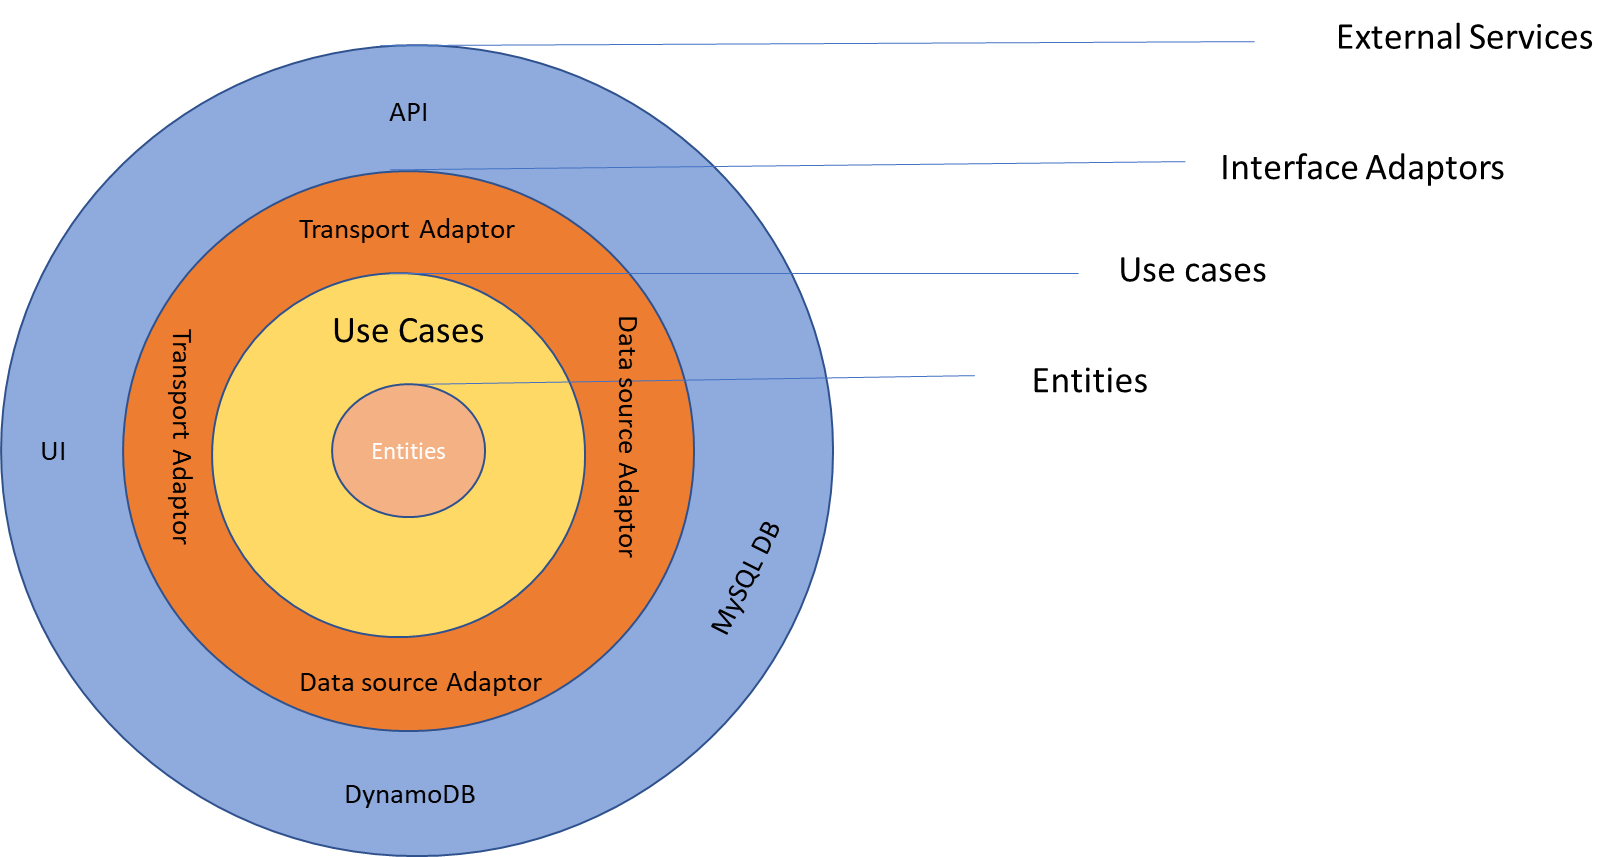 External Services
API
Interface Adaptors
Transport Adaptor
Use cases
Use Cases
Transport Adaptor
Data source Adaptor
Entities
Entities
UI
MySQL DB
Data source Adaptor
DynamoDB